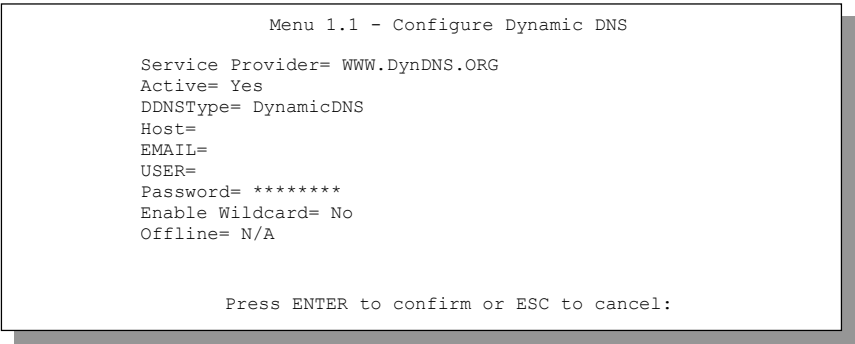 Menu 1.1 - Configure Dynamic DNS
Service Provider= WWW.DynDNS.ORG
Active= Yes
DDNSType= DynamicDNS
Host=
EMAIL=
USER=
Password= ********
Enable Wildcard= No
Offline= N/A
Press ENTER to confirm or ESC to cancel: